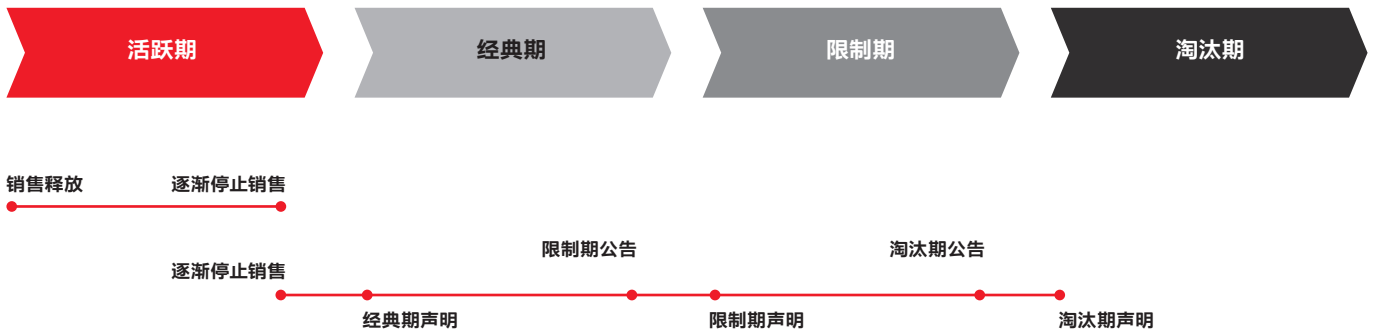 活跃期
经典期
限制期
淘汰期
销售释放
逐渐停止销售
限制期公告
淘汰期公告
逐渐停止销售
经典期声明
限制期声明
淘汰期声明